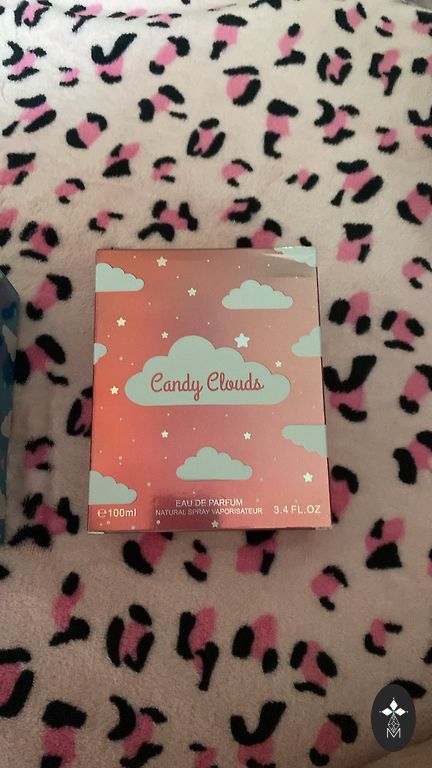 Candy Clouds
EAU DE PARFUM
NATURAL SPRAY VAPORISATEUR
℮100ml
3.4 FL.OZ
M